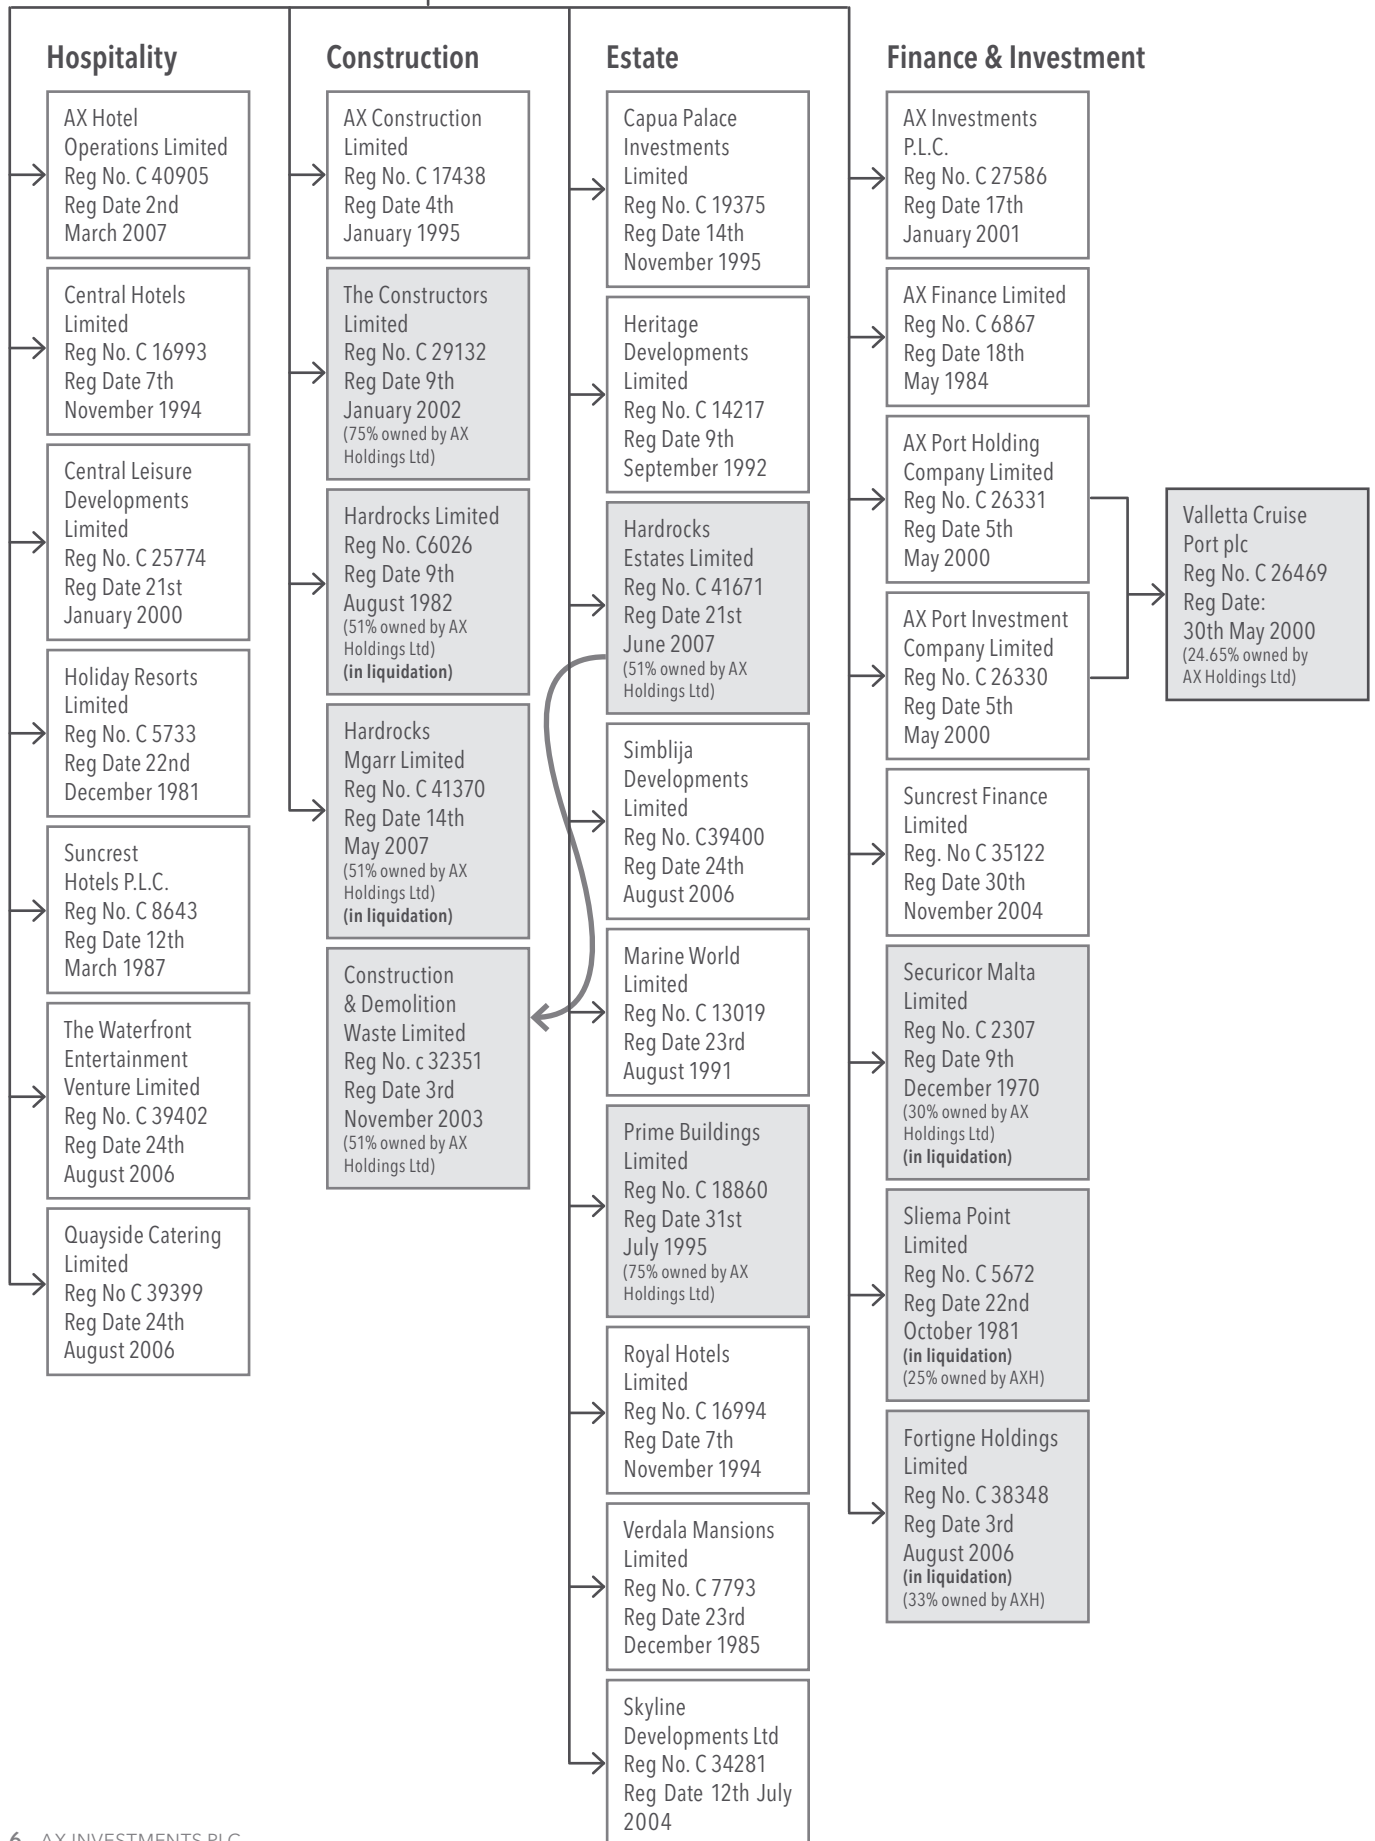 Hospitality
AX Hotel
Operations Limited
Reg No. C 40905
Reg Date 2nd
March 2007
Central Hotels
Limited
Reg No. C 16993
Reg Date 7th
November 1994
Central Leisure
Developments
Limited
Reg No. C 25774
Reg Date 21st
January 2000
Holiday Resorts
Limited
Reg No. C 5733
Reg Date 22nd
December 1981
Suncrest
Hotels P.L.C.
Reg No. C 8643
Reg Date 12th
March 1987
The Waterfront
Entertainment
Venture Limited
Reg No. C 39402
Reg Date 24th
August 2006
Quayside Catering
Limited
Reg No C 39399
Reg Date 24th
August 2006
Construction
AX Construction
Limited
Reg No. C 17438
Reg Date 4th
January 1995
The Constructors
Limited
Reg No. C 29132
Reg Date 9th
January 2002
(75% owned by AX
Holdings Ltd)
Hardrocks Limited
Reg No. C6026
Reg Date 9th
August 1982
(51% owned by AX
Holdings Ltd)
(in liquidation)
Hardrocks
Mgarr Limited
Reg No. C 41370
Reg Date 14th
May 2007
(51% owned by AX
Holdings Ltd)
(in liquidation)
Construction
& Demolition
Waste Limited
Reg No. c 32351
Reg Date 3rd
November 2003
(51% owned by AX
Holdings Ltd)
Estate
Capua Palace
Investments
Limited
Reg No. C 19375
Reg Date 14th
November 1995
Heritage
Developments
Limited
Reg No. C 14217
Reg Date 9th
September 1992
Hardrocks
Estates Limited
Reg No. C 41671
Reg Date 21st
June 2007
(51% owned by AX
Holdings Ltd)
Simblija
Developments
Limited
Reg No. C39400
Reg Date 24th
August 2006
Marine World
Limited
Reg No. C 13019
Reg Date 23rd
August 1991
Prime Buildings
Limited
Reg No. C 18860
Reg Date 31st
July 1995
(75% owned by AX
Holdings Ltd)
Royal Hotels
Limited
Reg No. C 16994
Reg Date 7th
November 1994
Verdala Mansions
Limited
Reg No. C 7793
Reg Date 23rd
December 1985
Skyline
Developments Ltd
Reg No. C 34281
Reg Date 12th July
2004
Finance & Investment
AX Investments
P.L.C.
Reg No. C 27586
Reg Date 17th
January 2001
AX Finance Limited
Reg No. C 6867
Reg Date 18th
May 1984
AX Port Holding
Company Limited
Reg No. C 26331
Reg Date 5th
May 2000
AX Port Investment
Company Limited
Reg No. C 26330
Reg Date 5th
May 2000
Suncrest Finance
Limited
Reg. No C 35122
Reg Date 30th
November 2004
Securicor Malta
Limited
Reg No. C 2307
Reg Date 9th
December 1970
(30% owned by AX
Holdings Ltd)
(in liquidation)
Sliema Point
Limited
Reg No. C 5672
Reg Date 22nd
October 1981
(in liquidation)
(25% owned by AXH)
Fortigne Holdings
Limited
Reg No. C 38348
Reg Date 3rd
August 2006
(in liquidation)
(33% owned by AXH)
Valletta Cruise
Port plc
Reg No. C 26469
Reg Date:
30th May 2000
(24.65% owned by
AX Holdings Ltd)
6 AX INVESTMENTS PLC